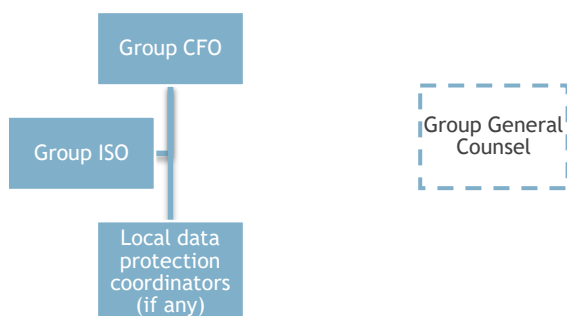 Group CFO
Group General
Counsel
Group ISO
Local data
protection
coordinators
(if any)